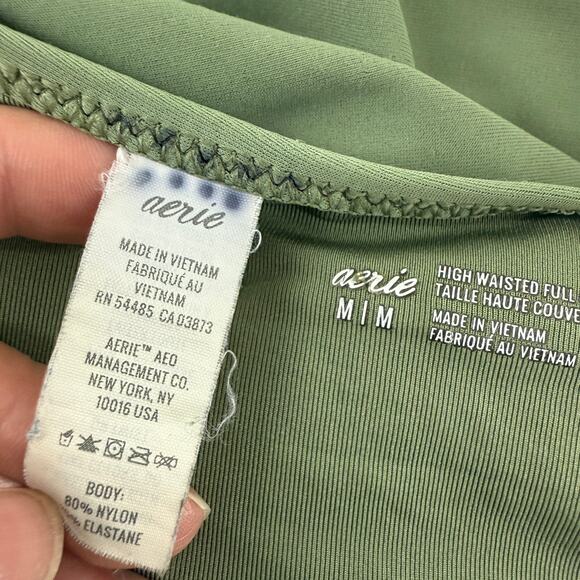 aerie
MADE IN VIETNAM
FABRIQUÉ AU
VIETNAM
RN 54485 CA 03873
AERIE™ AEO
MANAGEMENT CO.
NEW YORK, NY
10016 USA
BODY:
80% NYLON
% ELASTANE
aerie
M | M
HIGH WAISTED FULL
TAILLE HAUTE COUVE
MADE IN VIETNAM
FABRIQUÉ AU VIETNAM